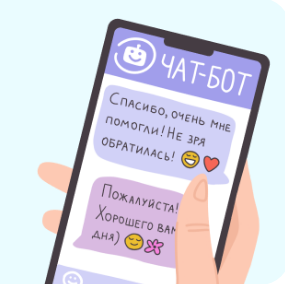 ЧАТ-БОТ
Спасибо, очень мне
помогли! Не зря
обратилась! 😄❤️
Пожалуйста!
Хорошего вам
дня) 😌🌸